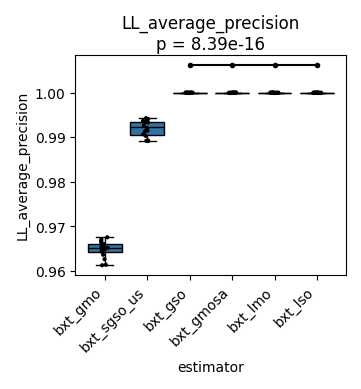 LL_average_precision
p = 8.39e-16
LL_average_precision
1.00
0.99
0.98
0.97
0.96
bxt_gmo
bxt_sgso_us
bxt_gso
bxt_gmosa
bxt_lmo
bxt_lso
estimator